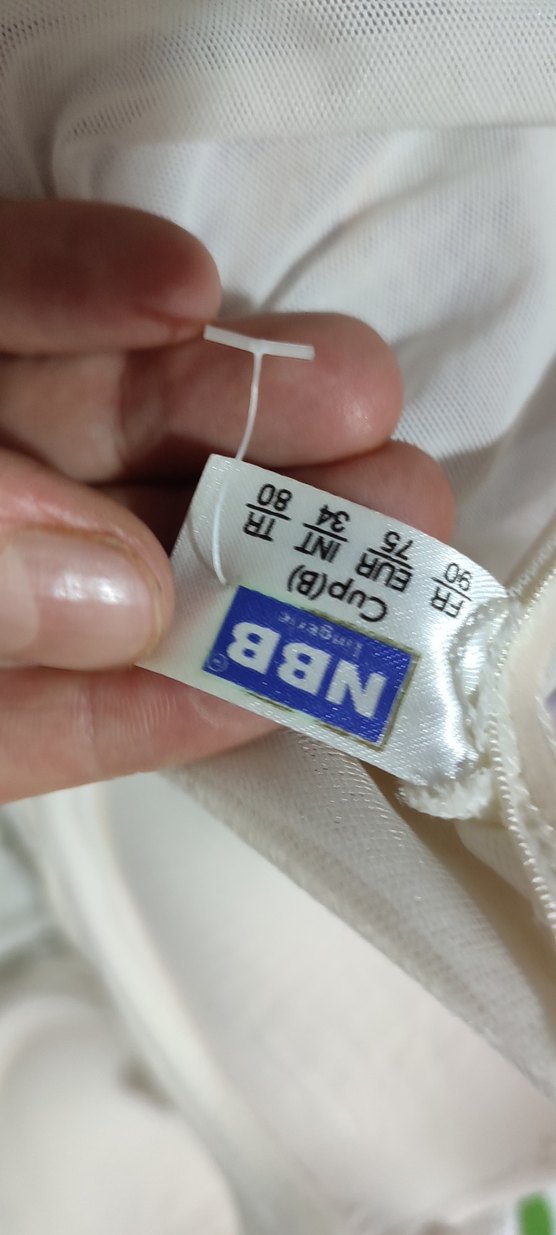 NBB
®
Lingerie
Cup(B)
FR EUR INT TR
90 75 34 80